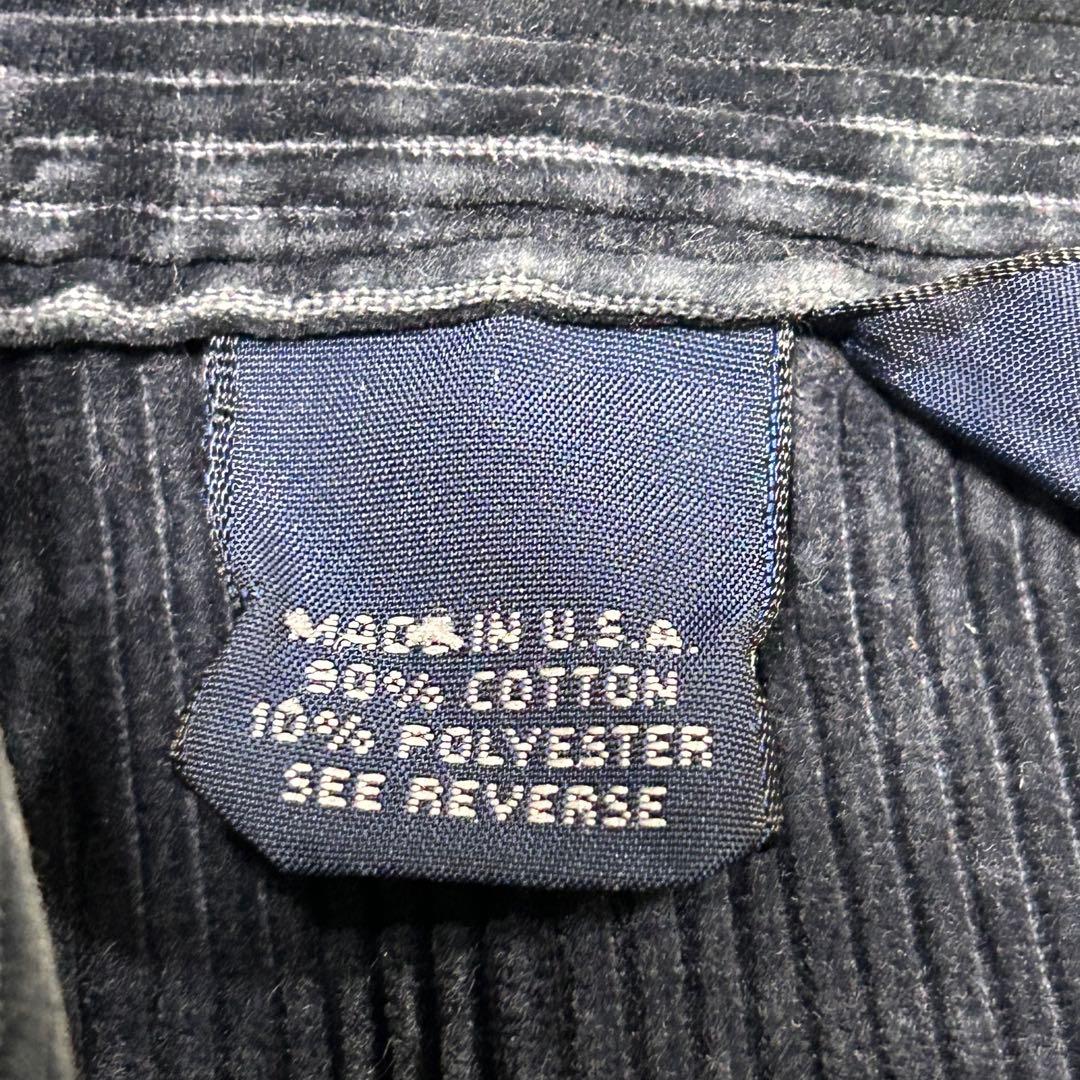 MADE IN U.S.A.
90% COTTON
10% POLYESTER
SEE REVERSE